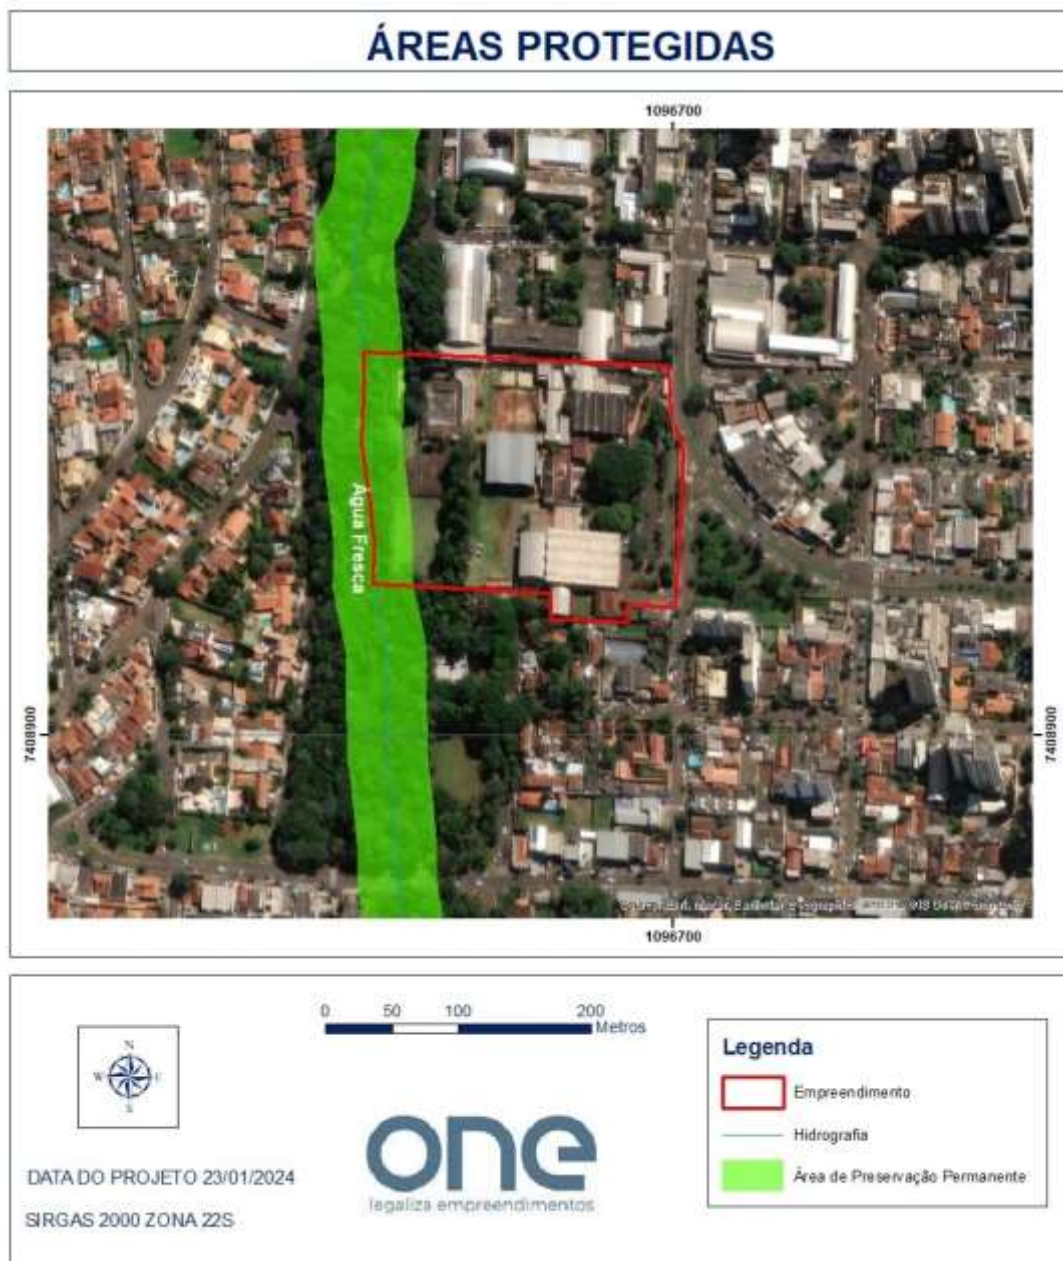 ÁREAS PROTEGIDAS
1096700
7408900
7408900
Água Fresca
1096700
0 50 100 200
Metros
N
W E
S
DATA DO PROJETO 23/01/2024
SIRGAS 2000 ZONA 22S
one
legaliza empreendimentos
Legenda
Empreendimento
Hidrografia
Área de Preservação Permanente